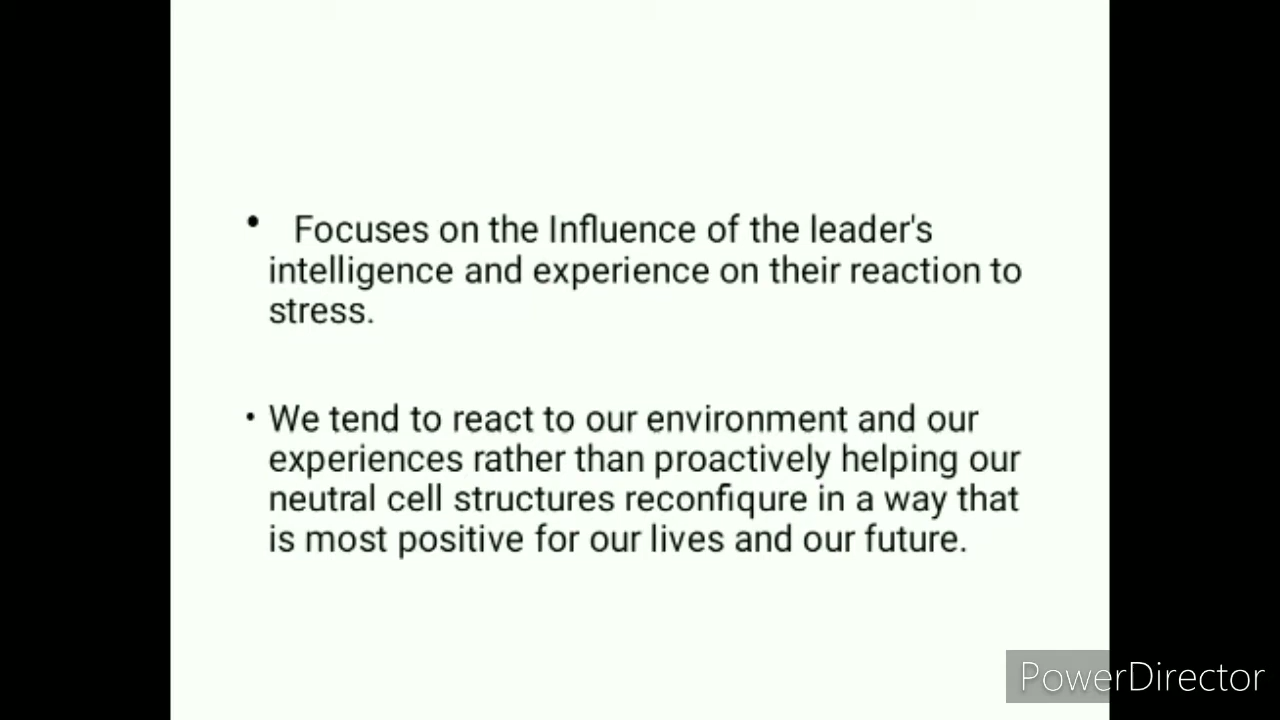 • Focuses on the Influence of the leader's
intelligence and experience on their reaction to
stress.
• We tend to react to our environment and our
experiences rather than proactively helping our
neutral cell structures reconfiqure in a way that
is most positive for our lives and our future.
PowerDirector